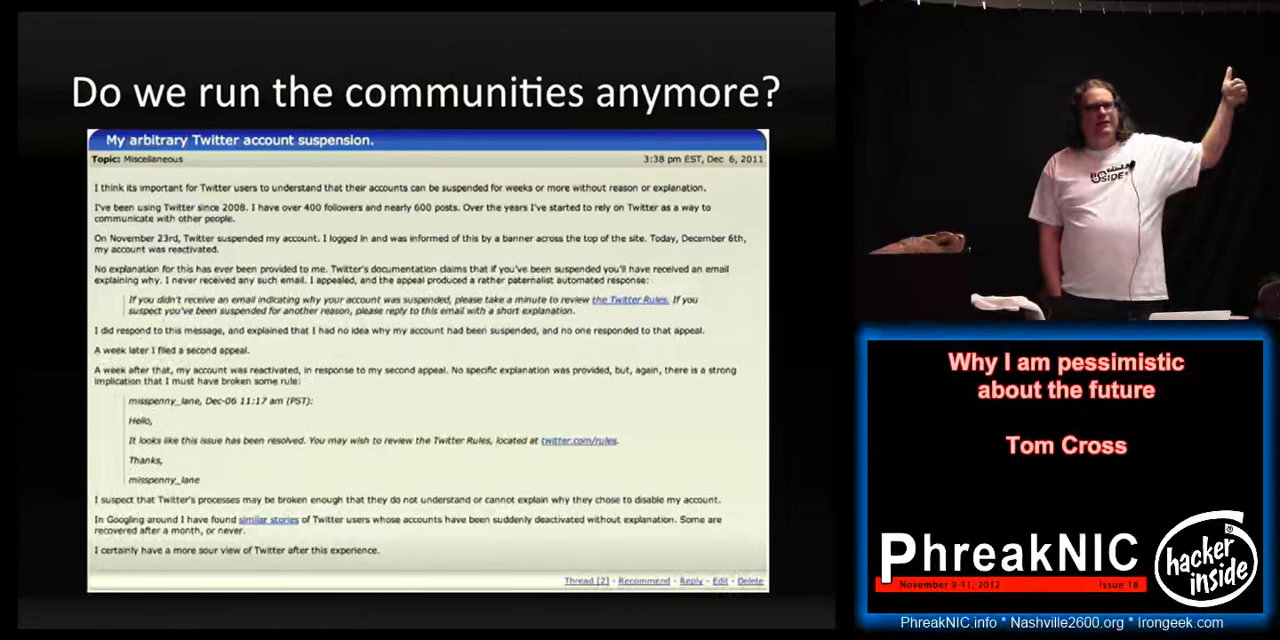 Do we run the communities anymore?
My arbitrary Twitter account suspension.
Topic: Miscellaneous
3:38 pm EST, Dec 6, 2011
I think its important for Twitter users to understand that their accounts can be suspended for weeks or more without reason or explanation.
I've been using Twitter since 2008. I have over 400 followers and nearly 600 posts. Over the years I've started to rely on Twitter as a way to
communicate with other people.
On November 23rd, Twitter suspended my account. I logged in and was informed of this by a banner across the top of the site. Today, December 6th,
my account was reactivated.
No explanation for this has ever been provided to me. Twitter's documentation claims that if you've been suspended you'll have received an email
explaining why. I never received any such email. I appealed, and the appeal produced a rather paternalist automated response:
If you didn't receive an email indicating why your account was suspended, please take a minute to review the Twitter Rules. If you
suspect you've been suspended for another reason, please reply to this email with a short explanation.
I did respond to this message, and explained that I had no idea why my account had been suspended, and no one responded to that appeal.
A week later I filed a second appeal.
A week after that, my account was reactivated, in response to my second appeal. No specific explanation was provided, but, again, there is a strong
implication that I must have broken some rule:
misspenny_lane, Dec-06 11:17 am (PST):
Hello,
It looks like this issue has been resolved. You may wish to review the Twitter Rules, located at twitter.com/rules.
Thanks,
misspenny_lane
I suspect that Twitter's processes may be broken enough that they do not understand or cannot explain why they chose to disable my account.
In Googling around I have found similar stories of Twitter users whose accounts have been suddenly deactivated without explanation. Some are
recovered after a month, or never.
I certainly have a more sour view of Twitter after this experience.
Thread [2] - Recommend - Reply - Edit - Delete
Why I am pessimistic
about the future
Tom Cross
PhreakNIC
November 9-11, 2012
Issue 16
hacker
inside
PhreakNIC.info * Nashville2600.org * Irongeek.com